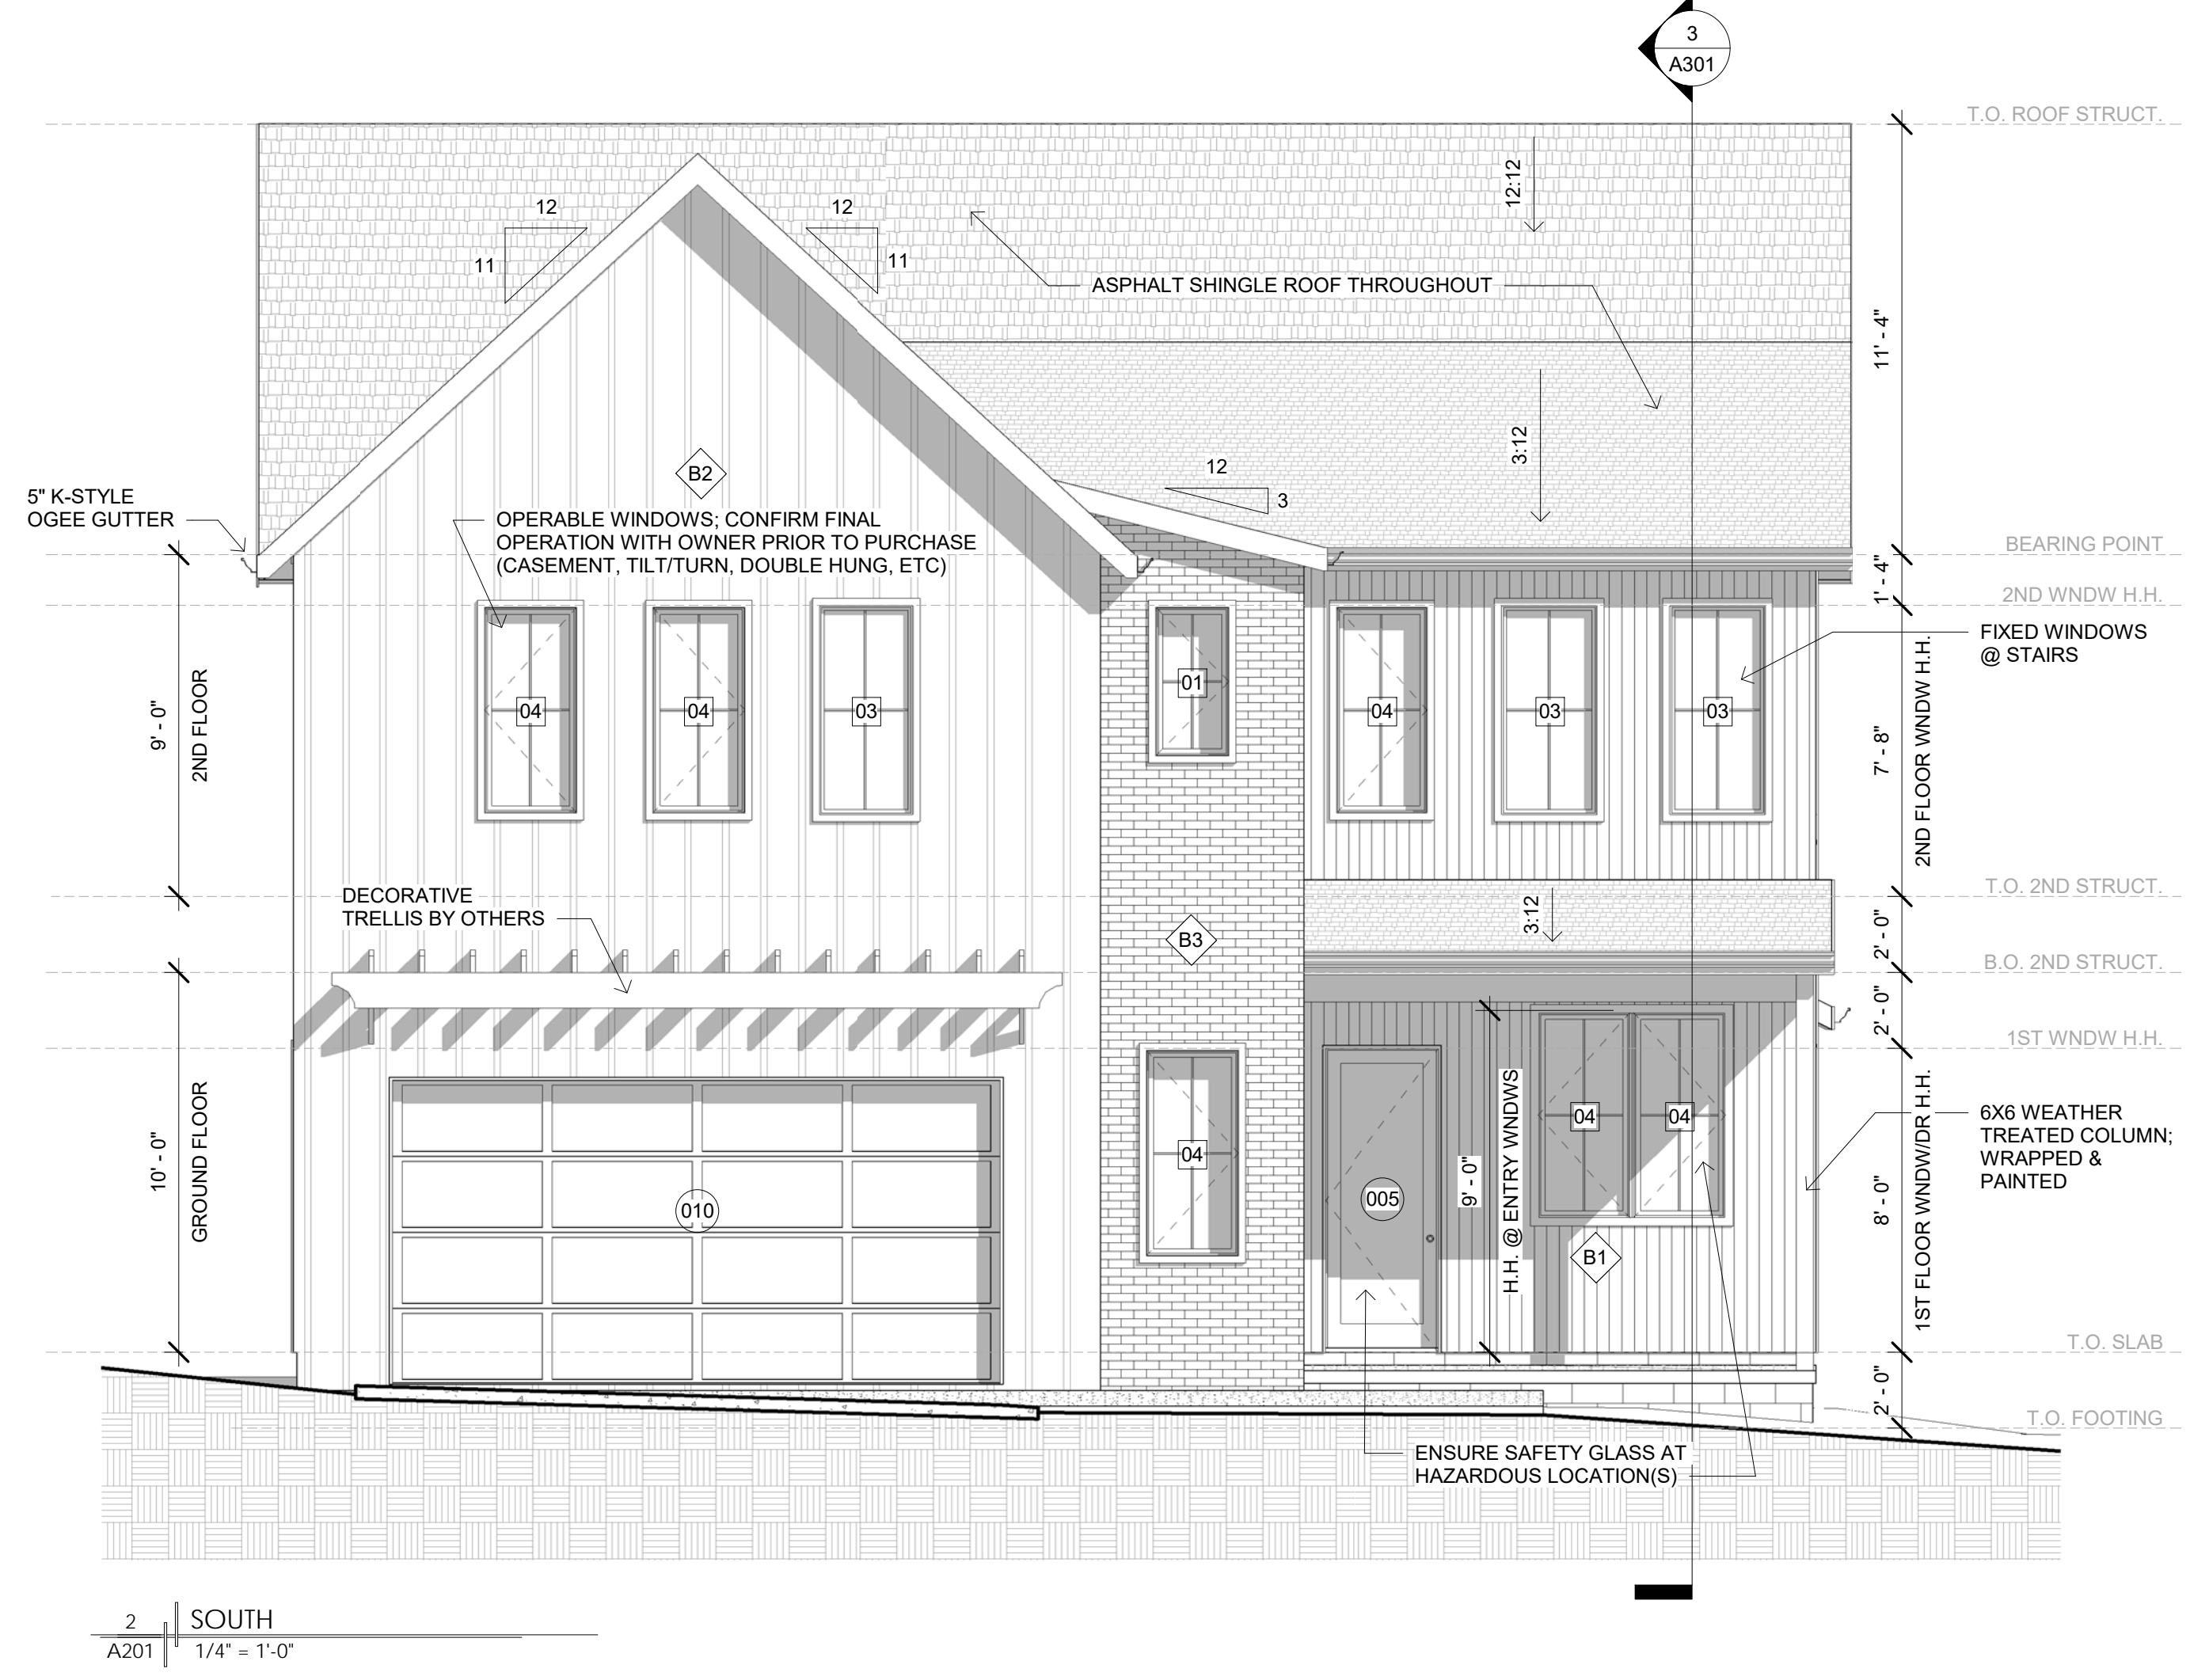 3
A301
T.O. ROOF STRUCT.
12:12
12
11
12
11
ASPHALT SHINGLE ROOF THROUGHOUT
11' - 4"
3:12
B2
12
3
5" K-STYLE
OGEE GUTTER
OPERABLE WINDOWS; CONFIRM FINAL
OPERATION WITH OWNER PRIOR TO PURCHASE
(CASEMENT, TILT/TURN, DOUBLE HUNG, ETC)
BEARING POINT
1' - 4"
2ND WNDW H.H.
FIXED WINDOWS
@ STAIRS
9' - 0"
2ND FLOOR
04
04
03
01
04
03
03
7' - 8"
2ND FLOOR WNDW H.H.
T.O. 2ND STRUCT.
DECORATIVE
TRELLIS BY OTHERS
B3
3:12
2' - 0"
B.O. 2ND STRUCT.
2' - 0"
1ST WNDW H.H.
10' - 0"
GROUND FLOOR
010
04
005
9' - 0"
H.H. @ ENTRY WNDWS
04
04
B1
8' - 0"
1ST FLOOR WNDW/DR H.H.
6X6 WEATHER
TREATED COLUMN;
WRAPPED &
PAINTED
T.O. SLAB
2' - 0"
T.O. FOOTING
ENSURE SAFETY GLASS AT
HAZARDOUS LOCATION(S)
2
A201
SOUTH
1/4" = 1'-0"